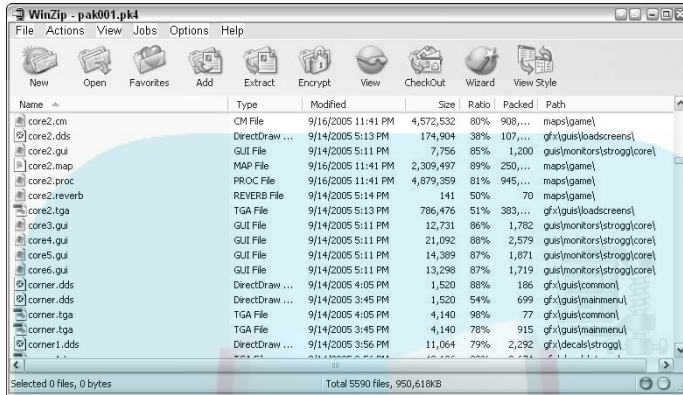 WinZip - pak001.pk4
File Actions View Jobs Options Help
New Open Favorites Add Extract Encrypt View CheckOut Wizard View Style
Name Type Modified Size Ratio Packed Path
core2.cm CM File 9/16/2005 11:41 PM 4,572,532 80% 908,... maps\game\
core2.dds DirectDraw ... 9/14/2005 5:13 PM 174,904 38% 107,... gfx\guis\loadscreens\
core2.gui GUI File 9/14/2005 5:11 PM 7,756 85% 1,200 guis\monitors\strogg\core\
core2.map MAP File 9/16/2005 11:41 PM 2,309,497 89% 250,... maps\game\
core2.proc PROC File 9/16/2005 11:41 PM 4,879,359 81% 945,... maps\game\
core2.reverb REVERB File 9/14/2005 5:14 PM 141 50% 70 maps\game\
core2.tga TGA File 9/14/2005 5:13 PM 786,476 51% 383,... gfx\guis\loadscreens\
core3.gui GUI File 9/14/2005 5:11 PM 12,731 86% 1,782 guis\monitors\strogg\core\
core4.gui GUI File 9/14/2005 5:11 PM 21,092 88% 2,579 guis\monitors\strogg\core\
core5.gui GUI File 9/14/2005 5:11 PM 14,389 87% 1,871 guis\monitors\strogg\core\
core6.gui GUI File 9/14/2005 5:11 PM 13,298 87% 1,719 guis\monitors\strogg\core\
corner.dds DirectDraw ... 9/14/2005 4:05 PM 1,520 88% 186 gfx\guis\common\
corner.dds DirectDraw ... 9/14/2005 3:45 PM 1,520 54% 699 gfx\guis\mainmenu\
corner.tga TGA File 9/14/2005 4:05 PM 4,140 98% 77 gfx\guis\common\
corner.tga TGA File 9/14/2005 3:45 PM 4,140 78% 915 gfx\guis\mainmenu\
corner1.dds DirectDraw ... 9/14/2005 3:56 PM 11,064 79% 2,292 gfx\decals\strogg\
Selected 0 files, 0 bytes Total 5590 files, 950,618KB